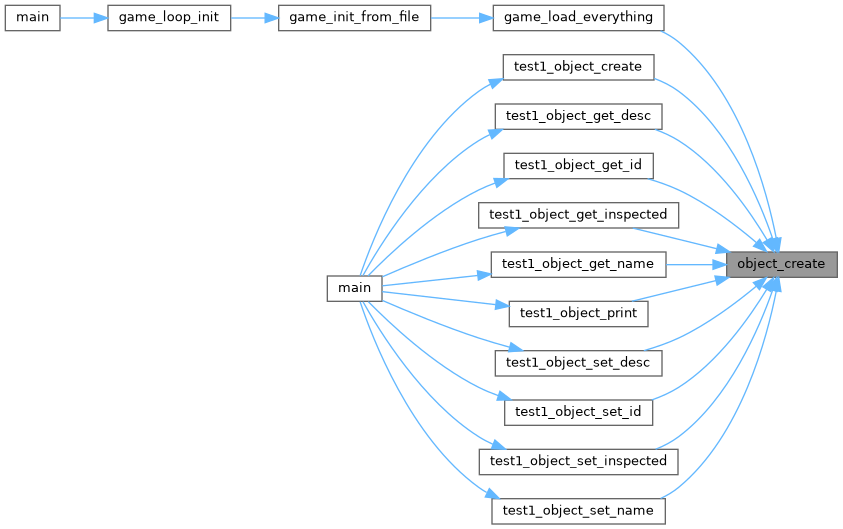 main
game_loop_init
game_init_from_file
game_load_everything
test1_object_create
test1_object_get_desc
test1_object_get_id
test1_object_get_inspected
object_create
test1_object_get_name
main
test1_object_print
test1_object_set_desc
test1_object_set_id
test1_object_set_inspected
test1_object_set_name